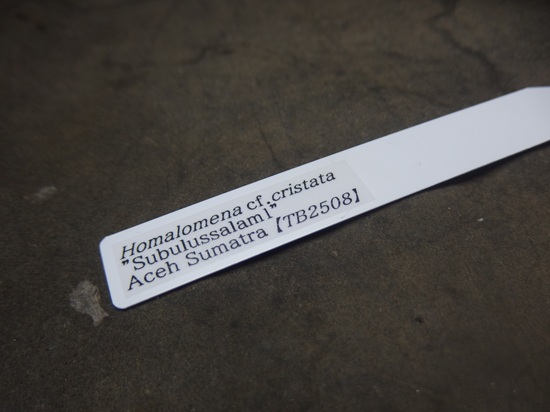 Homalomena cf. cristata
"Subulussalam1"
Aceh Sumatra【TB2508】